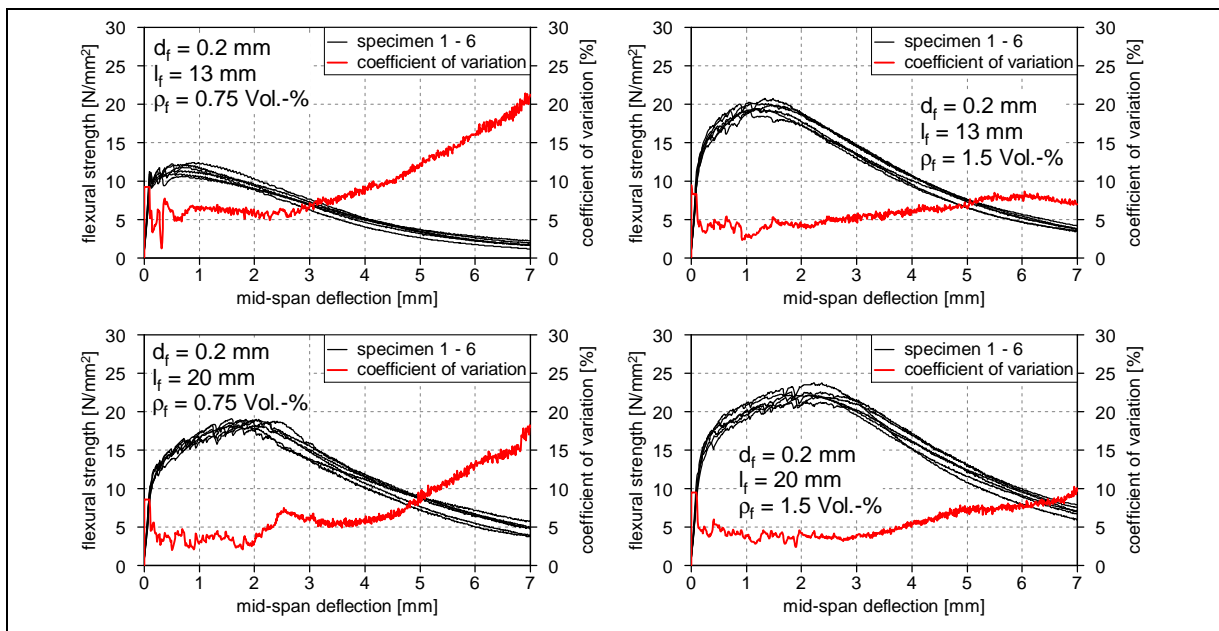 flexural strength [N/mm²]
30
25
20
15
10
5
0
d_f = 0.2 mm
l_f = 13 mm
ρ_f = 0.75 Vol.-%
specimen 1 - 6
coefficient of variation
30
25
20
15
10
5
0
coefficient of variation [%]
0 1 2 3 4 5 6 7
mid-span deflection [mm]
flexural strength [N/mm²]
30
25
20
15
10
5
0
specimen 1 - 6
coefficient of variation
d_f = 0.2 mm
l_f = 13 mm
ρ_f = 1.5 Vol.-%
30
25
20
15
10
5
0
coefficient of variation [%]
0 1 2 3 4 5 6 7
mid-span deflection [mm]
flexural strength [N/mm²]
30
25
20
15
10
5
0
d_f = 0.2 mm
l_f = 20 mm
ρ_f = 0.75 Vol.-%
specimen 1 - 6
coefficient of variation
30
25
20
15
10
5
0
coefficient of variation [%]
0 1 2 3 4 5 6 7
mid-span deflection [mm]
flexural strength [N/mm²]
30
25
20
15
10
5
0
specimen 1 - 6
coefficient of variation
d_f = 0.2 mm
l_f = 20 mm
ρ_f = 1.5 Vol.-%
30
25
20
15
10
5
0
coefficient of variation [%]
0 1 2 3 4 5 6 7
mid-span deflection [mm]